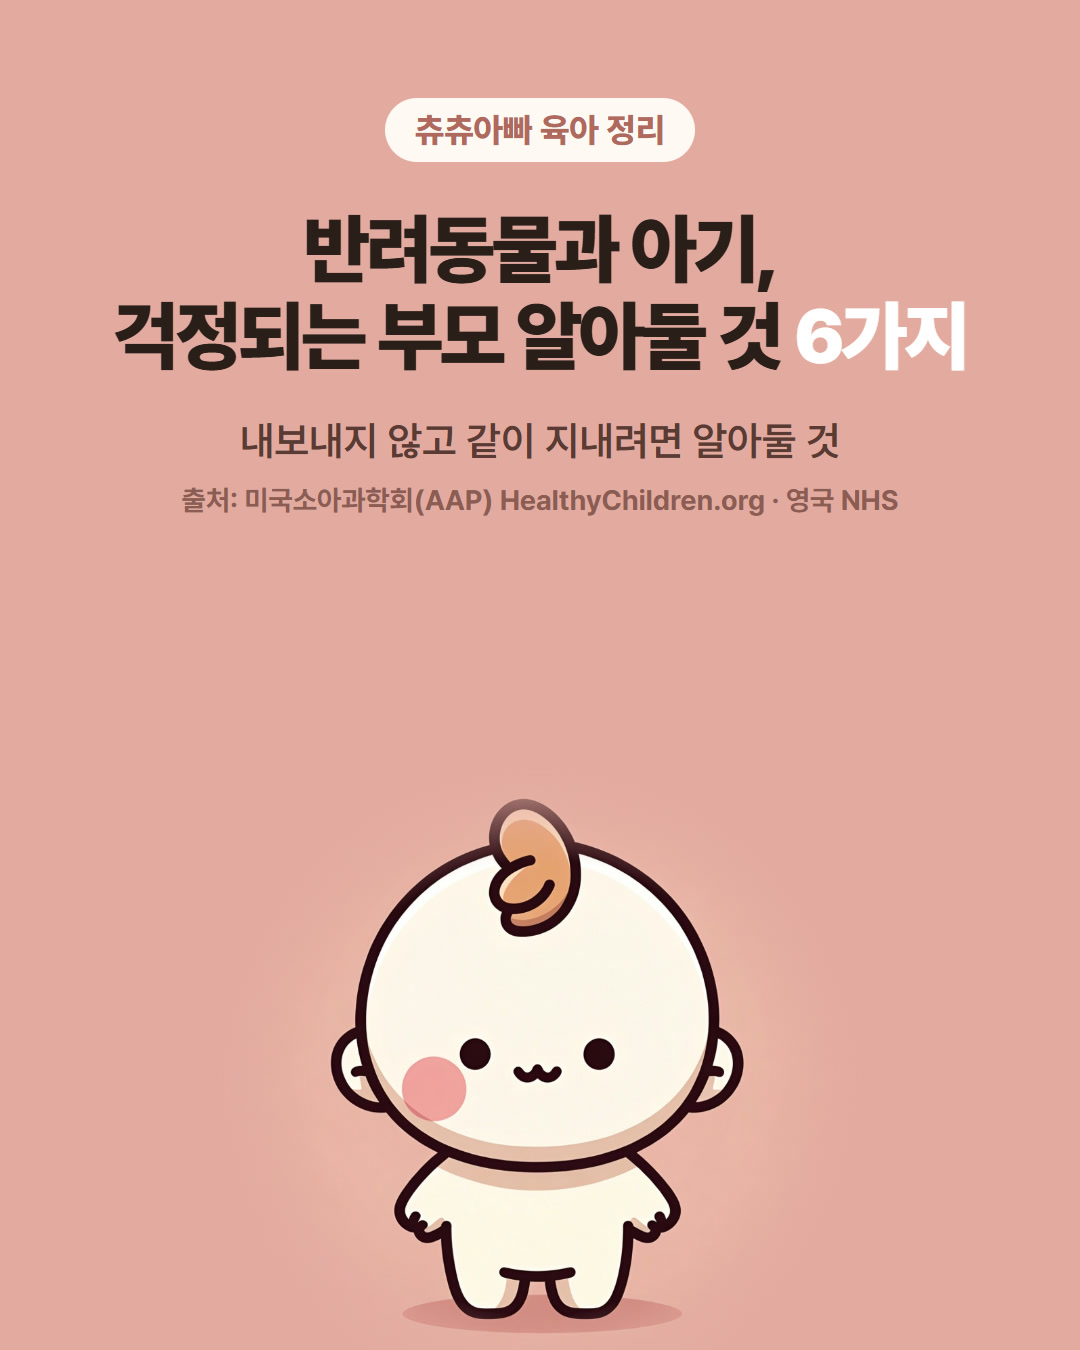 츄츄아빠 육아 정리
반려동물과 아기,
걱정되는 부모 알아둘 것 6가지
내보내지 않고 같이 지내려면 알아둘 것
출처: 미국소아과학회(AAP) HealthyChildren.org · 영국 NHS